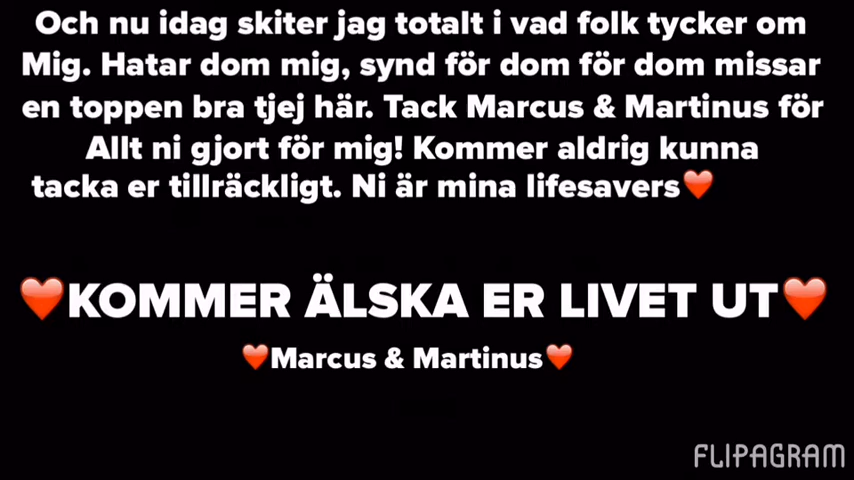 Och nu idag skiter jag totalt i vad folk tycker om
Mig. Hatar dom mig, synd för dom för dom missar
en toppen bra tjej här. Tack Marcus & Martinus för
Allt ni gjort för mig! Kommer aldrig kunna
tacka er tillräckligt. Ni är mina lifesavers❤️
❤️KOMMER ÄLSKA ER LIVET UT❤️
❤️Marcus & Martinus❤️
FLIPAGRAM